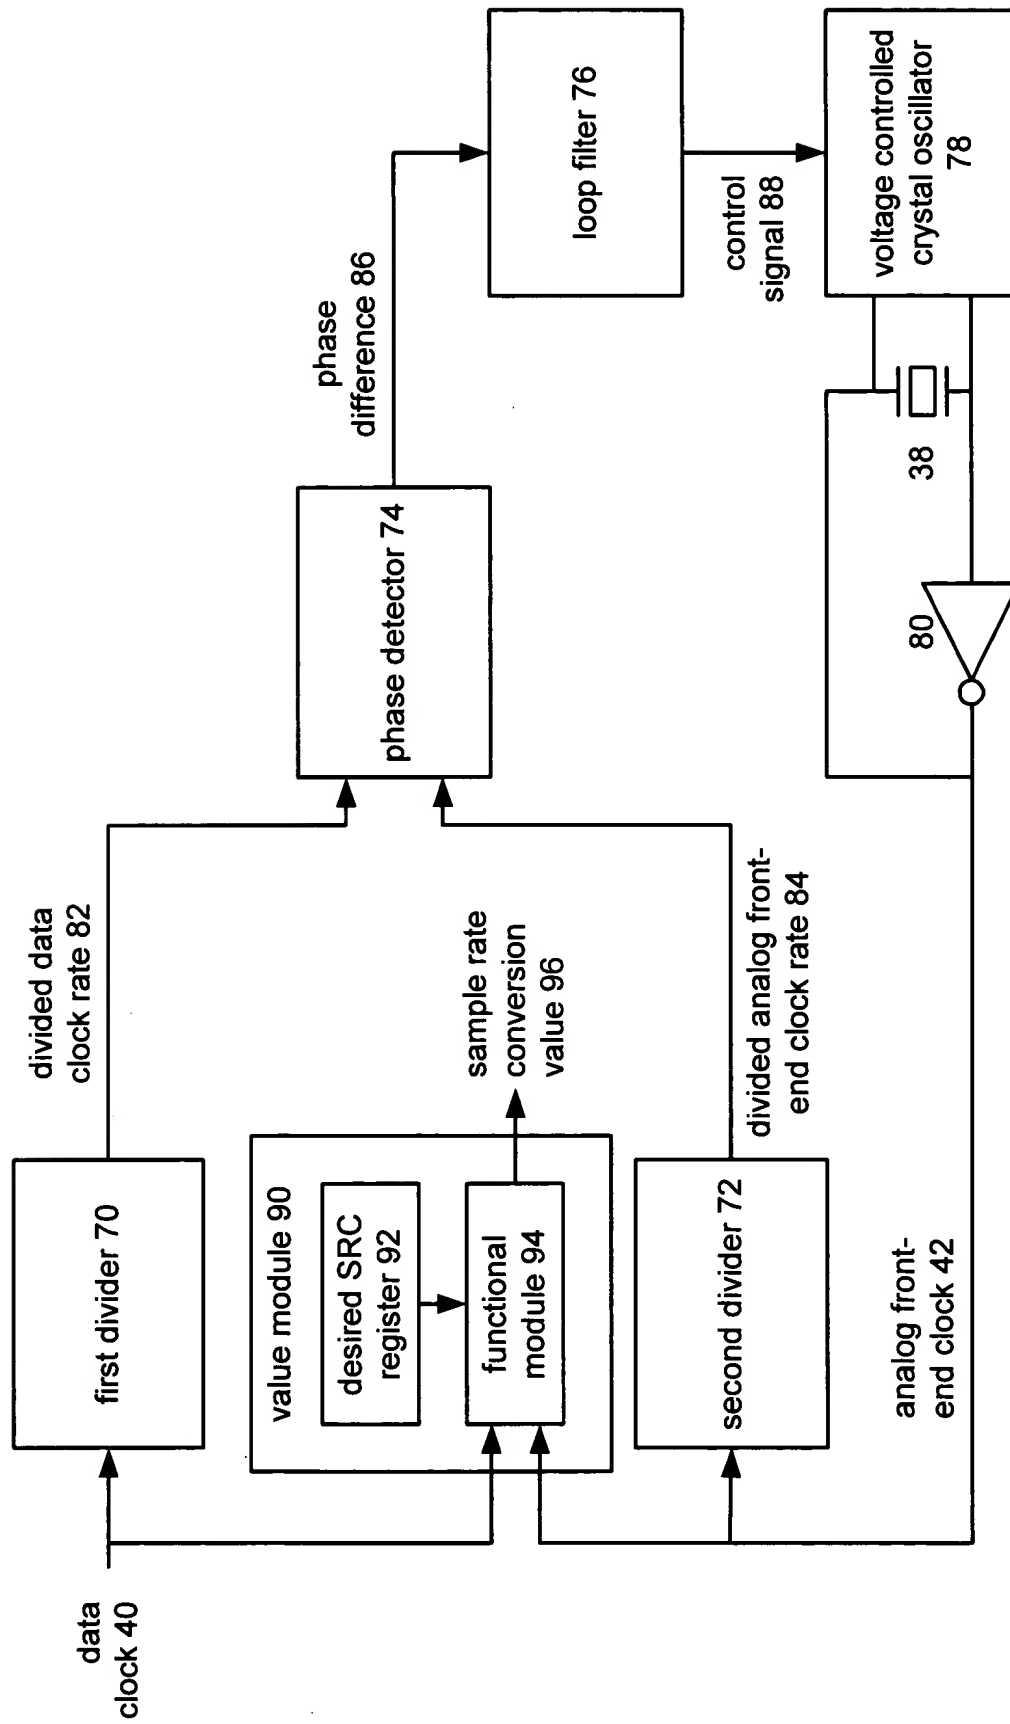 data
clock 40
first divider 70
divided data
clock rate 82
value module 90
desired SRC
register 92
functional
module 94
sample rate
conversion
value 96
second divider 72
divided analog front-
end clock rate 84
analog front-
end clock 42
phase detector 74
phase
difference 86
loop filter 76
control
signal 88
voltage controlled
crystal oscillator
78
38
80